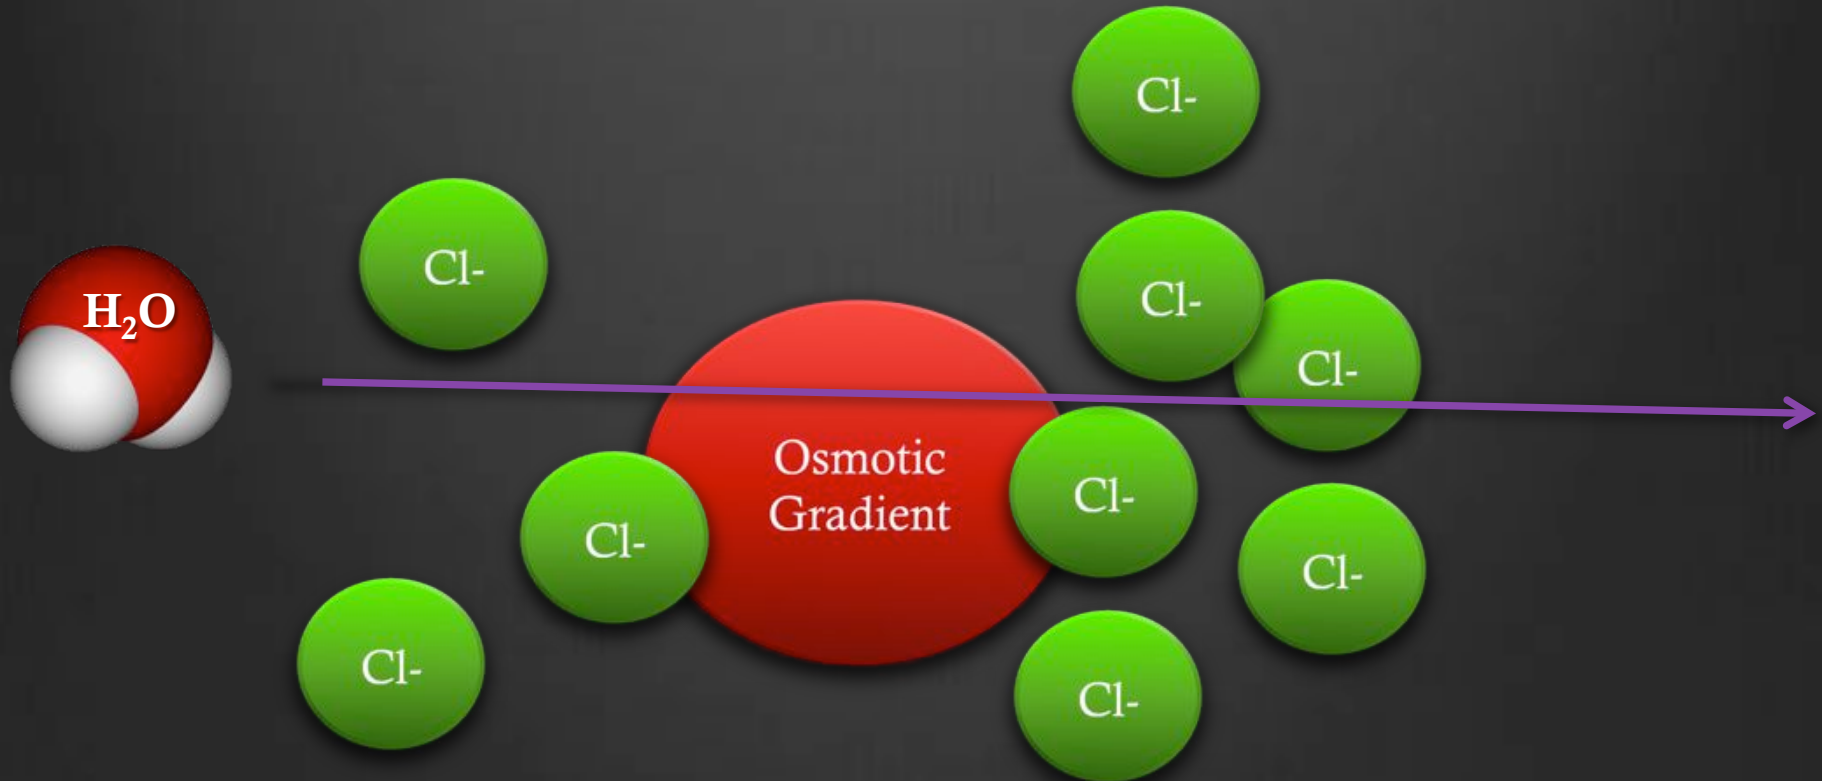 Cl-
Cl-
H₂O
Cl-
Cl-
Osmotic
Gradient
Cl-
Cl-
Cl-
Cl-
Cl-